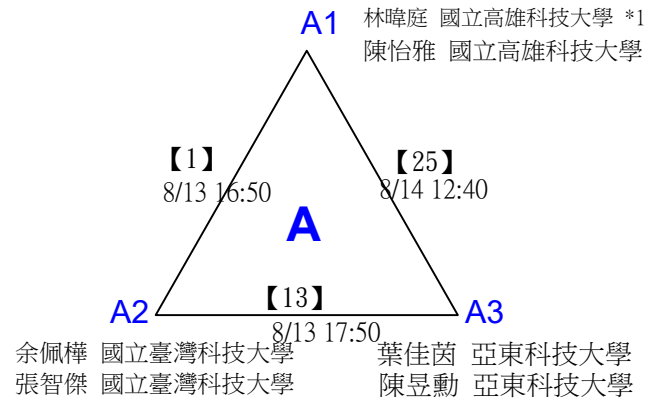 A1
林暐庭 國立高雄科技大學 *1
陳怡雅 國立高雄科技大學
【1】
8/13 16:50
【25】
8/14 12:40
A
【13】
8/13 17:50
A2
余佩樺 國立臺灣科技大學
張智傑 國立臺灣科技大學
A3
葉佳茵 亞東科技大學
陳昱勳 亞東科技大學